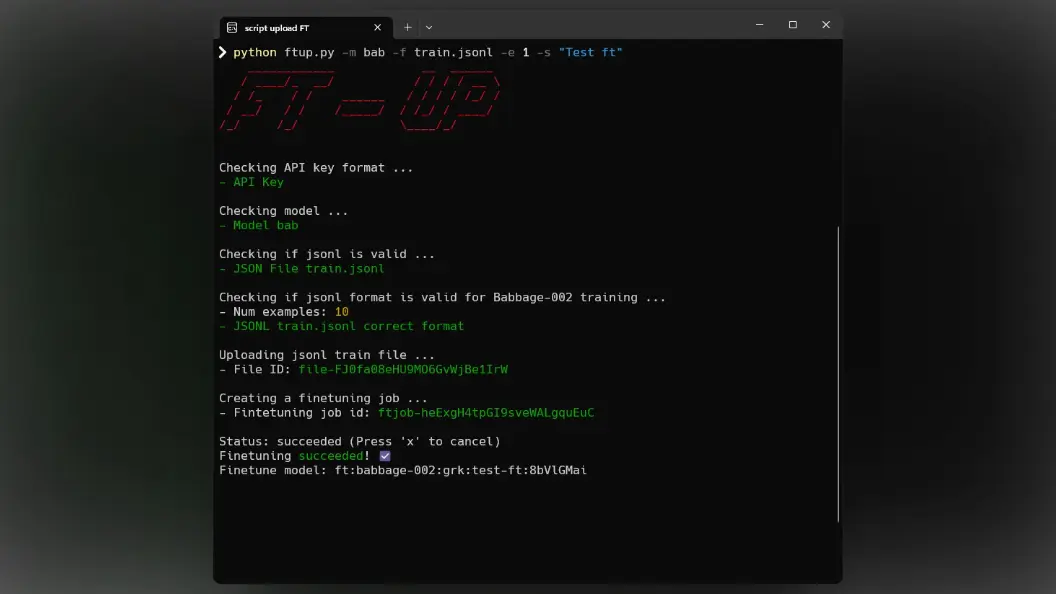 script upload FT
python ftup.py -m bab -f train.jsonl -e 1 -s "Test ft"
FT - UP
Checking API key format ...
- API Key
Checking model ...
- Model bab
Checking if jsonl is valid ...
- JSON File train.jsonl
Checking if jsonl format is valid for Babbage-002 training ...
- Num examples: 10
- JSONL train.jsonl correct format
Uploading jsonl train file ...
- File ID: file-FJ0fa08eHU9MO6GvWjBe1IrW
Creating a finetuning job ...
- Fintetuning job id: ftjob-heExgH4tpGI9sveWALgquEuC
Status: succeeded (Press 'x' to cancel)
Finetuning succeeded! ☑
Finetune model: ft:babbage-002:grk:test-ft:8bVlGMai